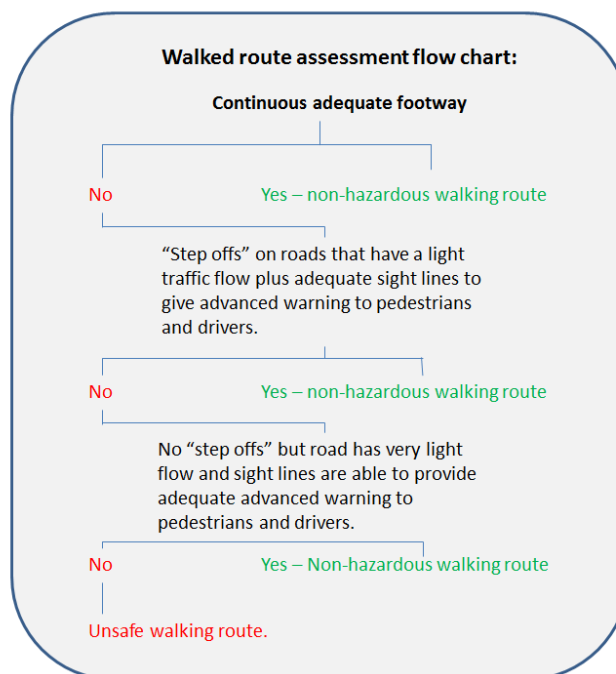 Walked route assessment flow chart:
Continuous adequate footway
No
Yes – non-hazardous walking route
“Step offs” on roads that have a light
traffic flow plus adequate sight lines to
give advanced warning to pedestrians
and drivers.
No
Yes – non-hazardous walking route
No “step offs” but road has very light
flow and sight lines are able to provide
adequate advanced warning to
pedestrians and drivers.
No
Yes – Non-hazardous walking route
Unsafe walking route.